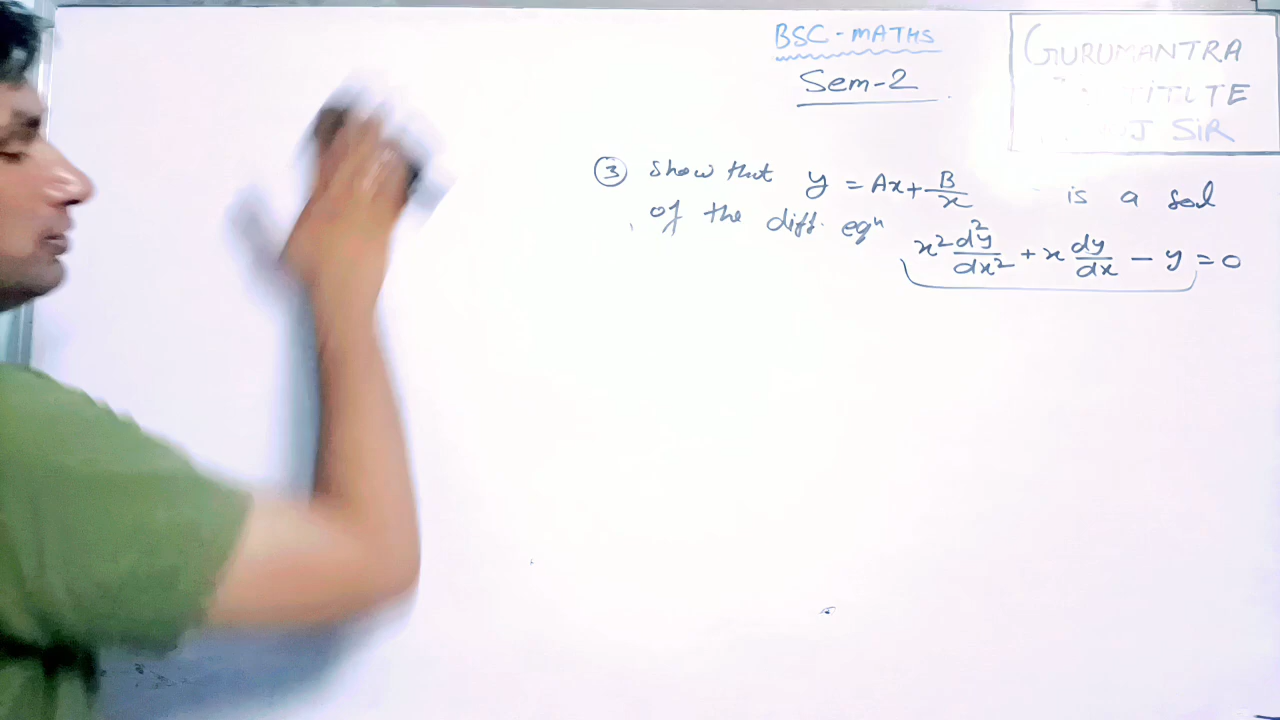 BSC - MATHS
Sem-2
GURUMANTRA
SIR
③ Show that y = Ax + B/x is a sol
of the diff. eqⁿ x² d²y/dx² + x dy/dx - y = 0